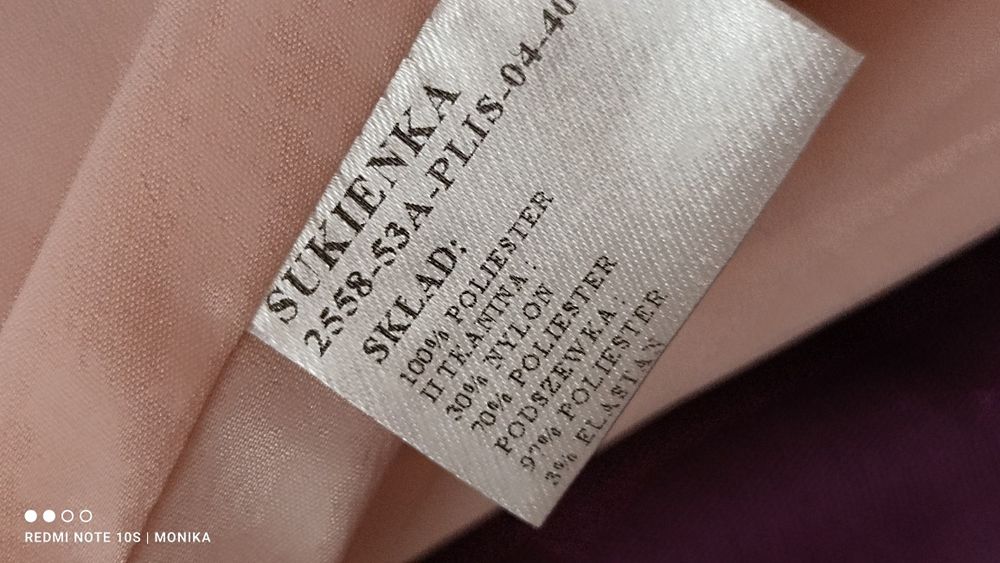 SUKIENKA
2558-53A-PLIS-04-40
SKŁAD:
100% POLIESTER
II TKANINA :
30% NYLON
70% POLIESTER
PODSZEWKA :
97% POLIESTER
3% ELASTAN
REDMI NOTE 10S | MONIKA